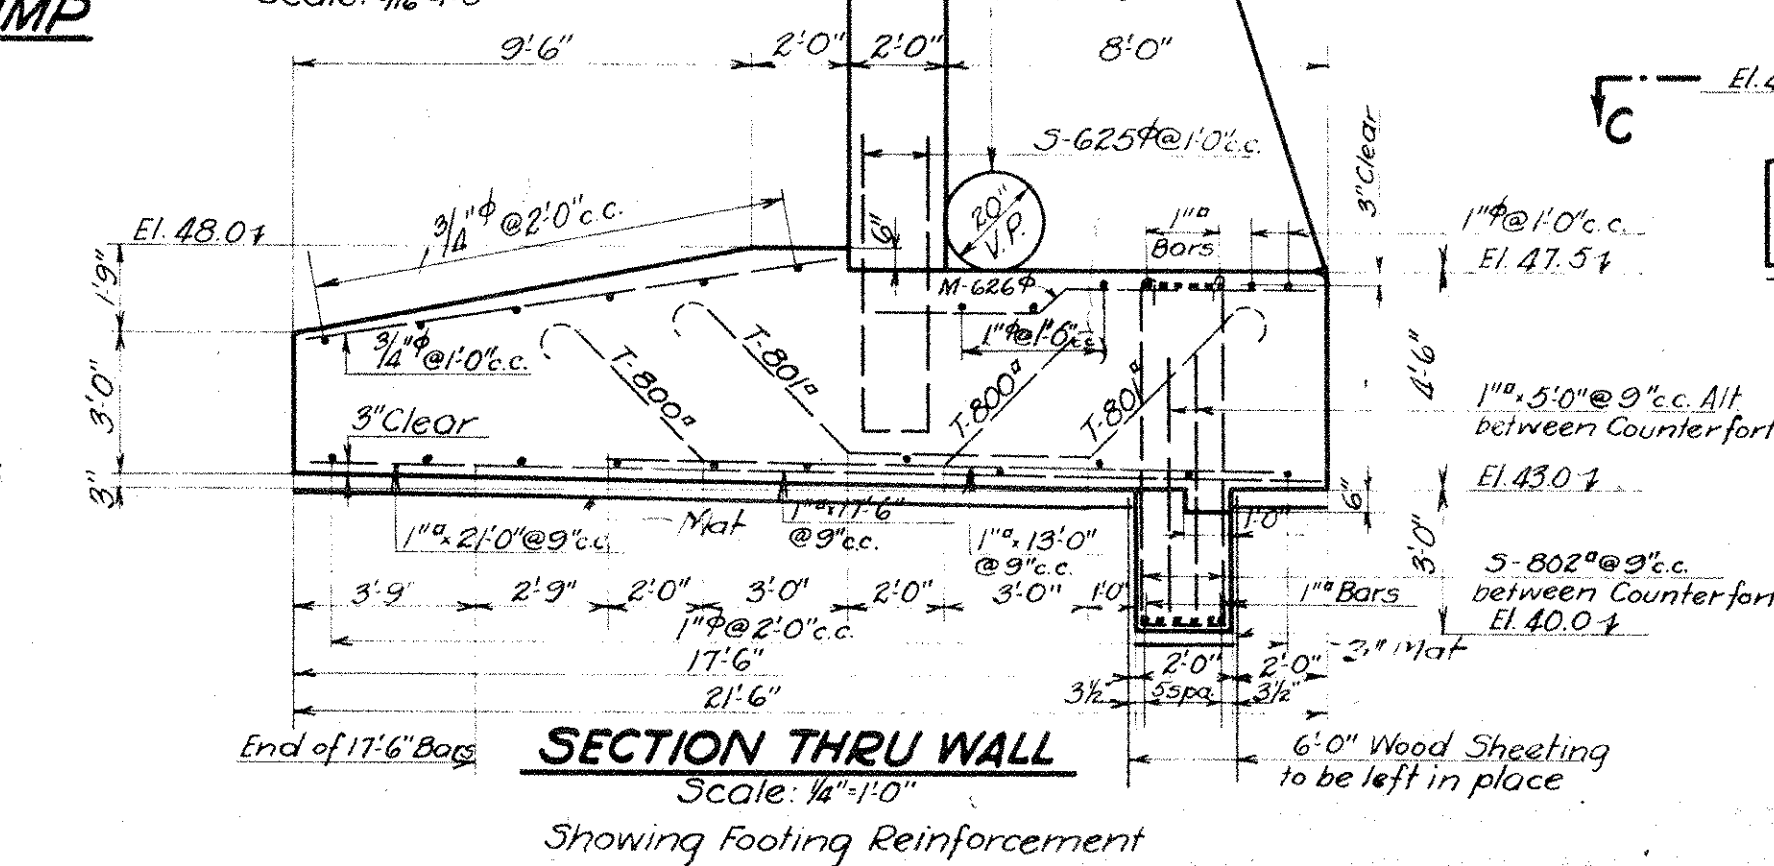 9'-6"
2'-0"
2'-0"
8'-0"
El. 4
C
S-625ϕ@1'-0"c.c.
3"Clear
3/4"ϕ @2'-0"c.c.
El. 48.0
6"
20"
V.P.
1"□
Bars
1"ϕ@1'-0"c.c.
El. 47.5
1'-9"
M-626ϕ
3/4"ϕ@1'-0"c.c.
T-800□
T-801□
1"ϕ@1'-6"c.c.
T-800□
T-801□
4'-6"
3'-0"
3"Clear
1"□x5'-0"@9"c.c. Alt.
between Counterfort
El. 43.0
3"
6"
1"□x21'-0"@9"c.c.
Mat
1"□x17'-6"
@9"c.c.
1"□x13'-0"
@9"c.c.
1'-0"
3'-0"
S-802□@9"c.c.
between Counterfort
El. 40.0
3'-9"
2'-9"
2'-0"
3'-0"
2'-0"
3'-0"
1'-0"
1"□Bars
1"ϕ@2'-0"c.c.
3" Mat
17'-6"
2'-0"
2'-0"
21'-6"
3½"
5spa.
3½"
End of 17'-6" Bars
SECTION THRU WALL
6'-0" Wood Sheeting
to be left in place
Scale: ¼"=1'-0"
Showing Footing Reinforcement